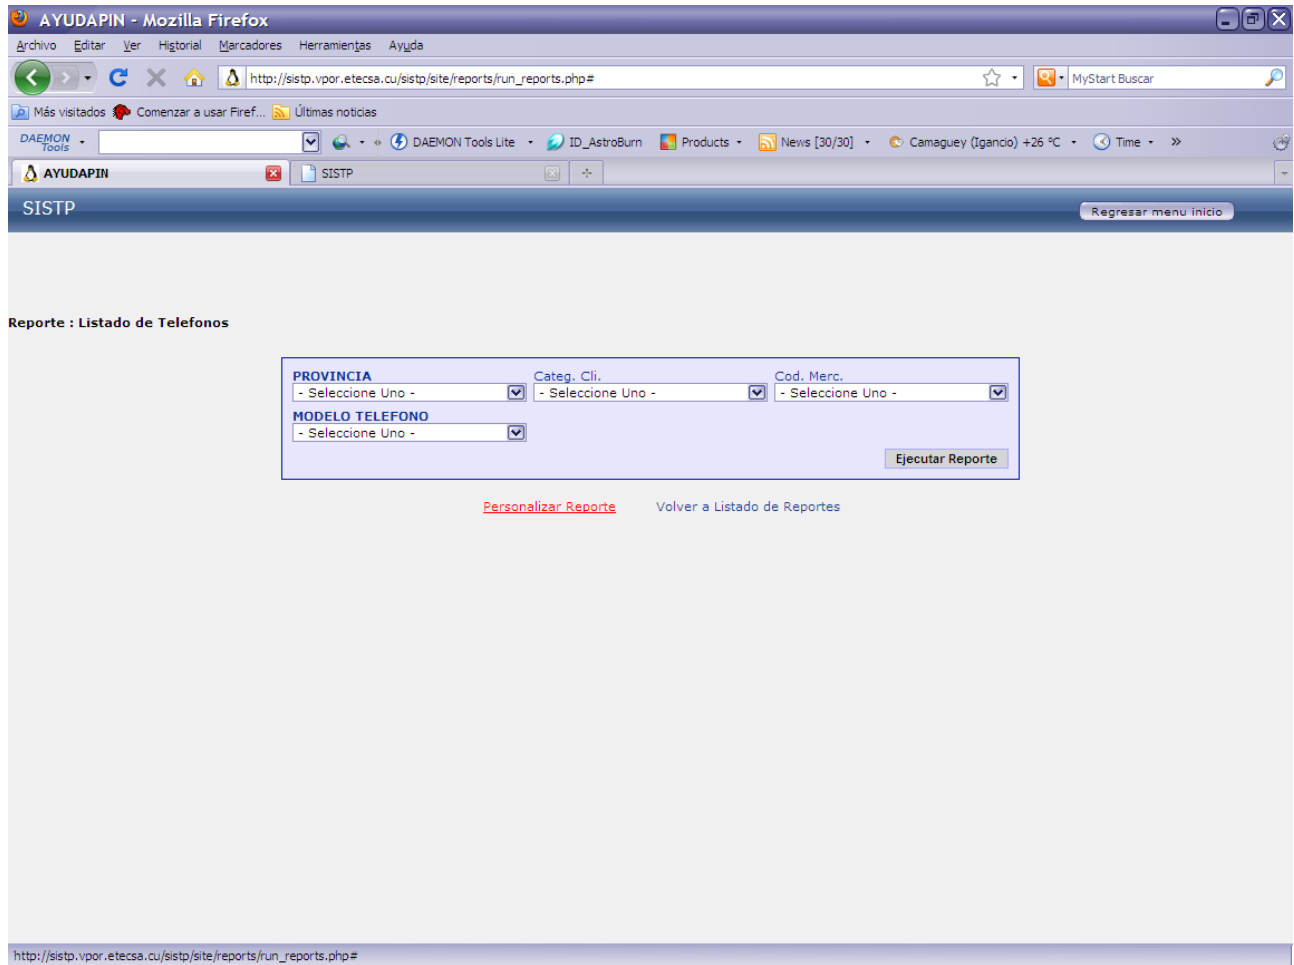 AYUDAPIN - Mozilla Firefox
Archivo Editar Ver Historial Marcadores Herramientas Ayuda
http://sistp.vpor.etecsa.cu/sistp/site/reports/run_reports.php# MyStart Buscar
Más visitados Comenzar a usar Firef... Últimas noticias
DAEMON Tools DAEMON Tools Lite ID_AstroBurn Products News [30/30] Camaguey (Igancio) +26 ºC Time »
AYUDAPIN SISTP
SISTP Regresar menu inicio
Reporte : Listado de Telefonos
PROVINCIA Categ. Cli. Cod. Merc.
- Seleccione Uno - - Seleccione Uno - - Seleccione Uno -
MODELO TELEFONO
- Seleccione Uno -
Ejecutar Reporte
Personalizar Reporte Volver a Listado de Reportes
http://sistp.vpor.etecsa.cu/sistp/site/reports/run_reports.php#